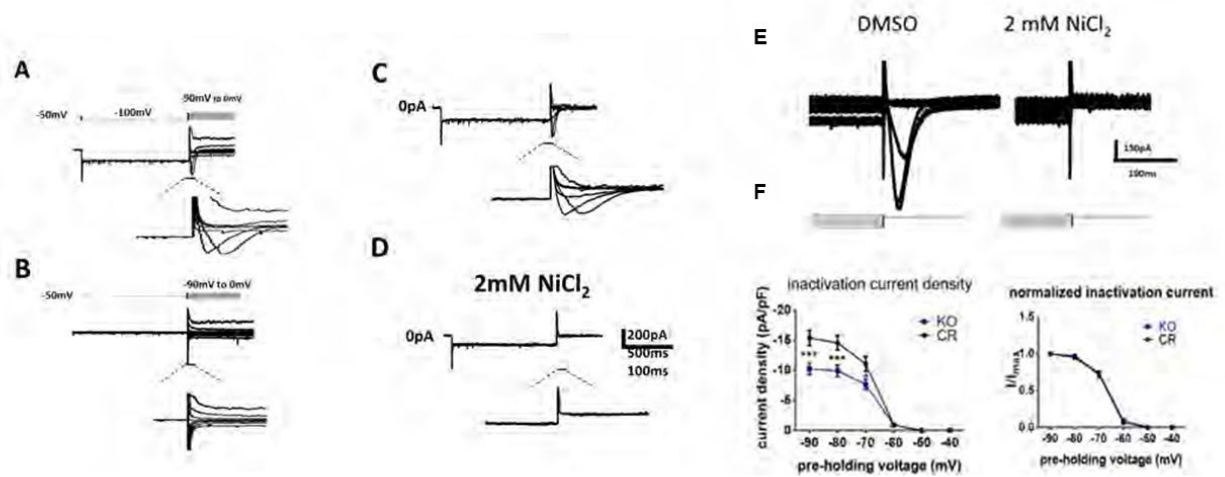 A
-50mV
-100mV
-90mV to 0mV
B
-50mV
-90mV to 0mV
C
0pA
D
2mM NiCl₂
0pA
200pA
500ms
100ms
E
DMSO
2 mM NiCl₂
150pA
100ms
F
inactivation current density
current density (pA/pF)
-20
-15
-10
-5
0
***
***
KO
CR
-90 -80 -70 -60 -50 -40
pre-holding voltage (mV)
normalized inactivation current
I/Imax
1.5
1.0
0.5
0.0
KO
CR
-90 -80 -70 -60 -50 -40
pre-holding voltage (mV)